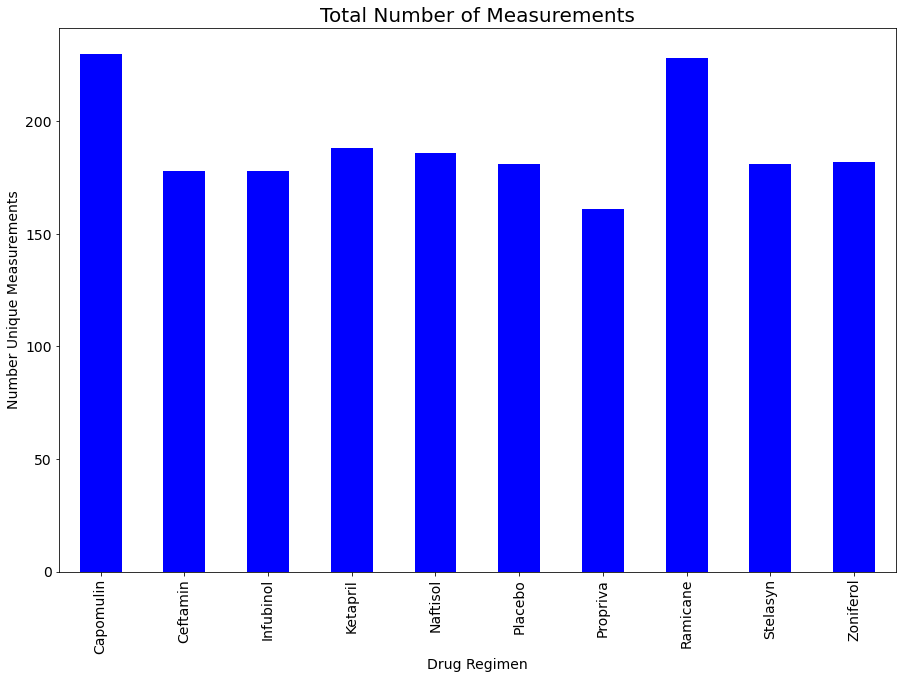 Total Number of Measurements
Number Unique Measurements
200
150
100
50
0
Capomulin
Ceftamin
Infubinol
Ketapril
Naftisol
Placebo
Propriva
Ramicane
Stelasyn
Zoniferol
Drug Regimen